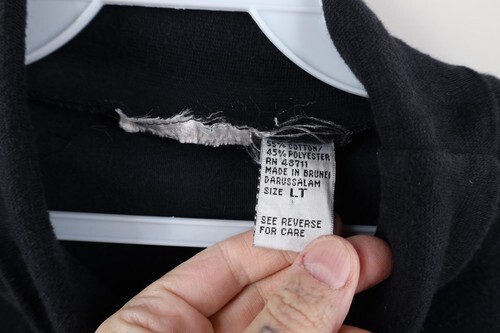 55% COTTON/
45% POLYESTER
RN 48711
MADE IN BRUNEI
DARUSSALAM
SIZE LT
SEE REVERSE
FOR CARE